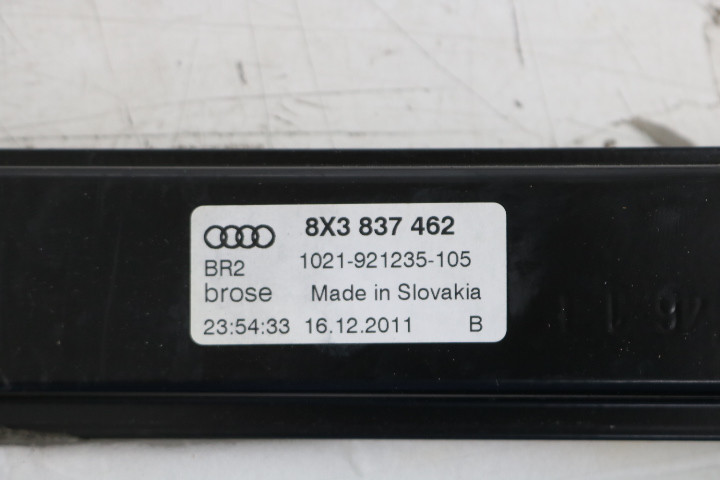 8X3 837 462
BR2 1021-921235-105
brose Made in Slovakia
23:54:33 16.12.2011 B